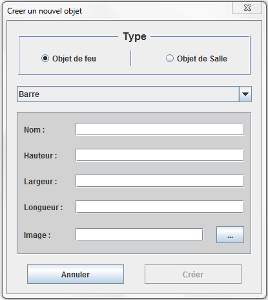 Creer un nouvel objet
Type
Objet de feu Objet de Salle
Barre
Nom :
Hauteur :
Largeur :
Longueur :
Image : ...
Annuler Créer